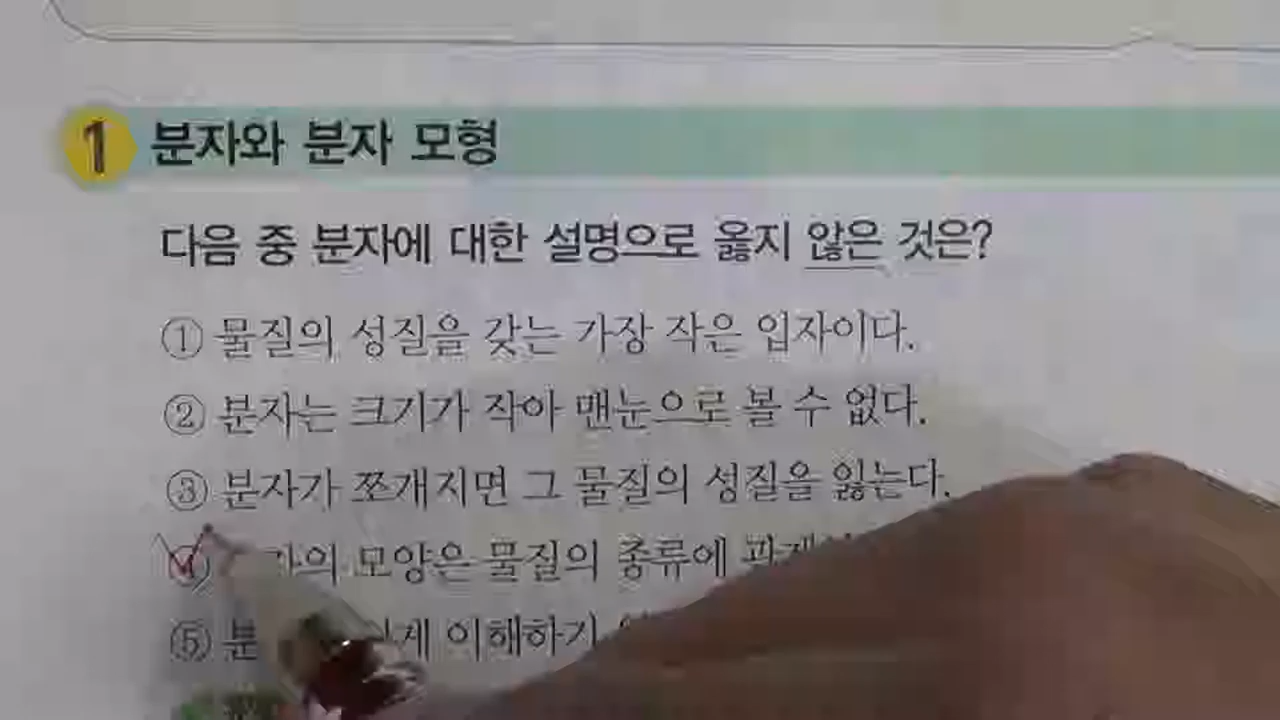 1 분자와 분자 모형
다음 중 분자에 대한 설명으로 옳지 않은 것은?
① 물질의 성질을 갖는 가장 작은 입자이다.
② 분자는 크기가 작아 맨눈으로 볼 수 없다.
③ 분자가 쪼개지면 그 물질의 성질을 잃는다.
④ 모양은 물질의 종류에
⑤ 이해하기